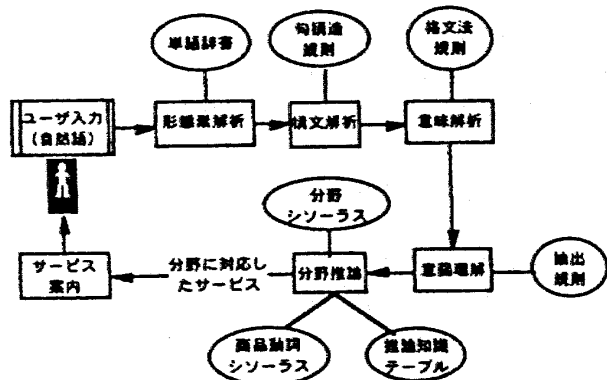 単語辞書
句構造
規則
格文法
規則
ユーザ入力
(自然語)
形態素解析
構文解析
意味解析
分野
シソーラス
サービス
案内
分野に対応し
たサービス
分野推論
意図理解
抽出
規則
商品動詞
シソーラス
推論知識
テーブル